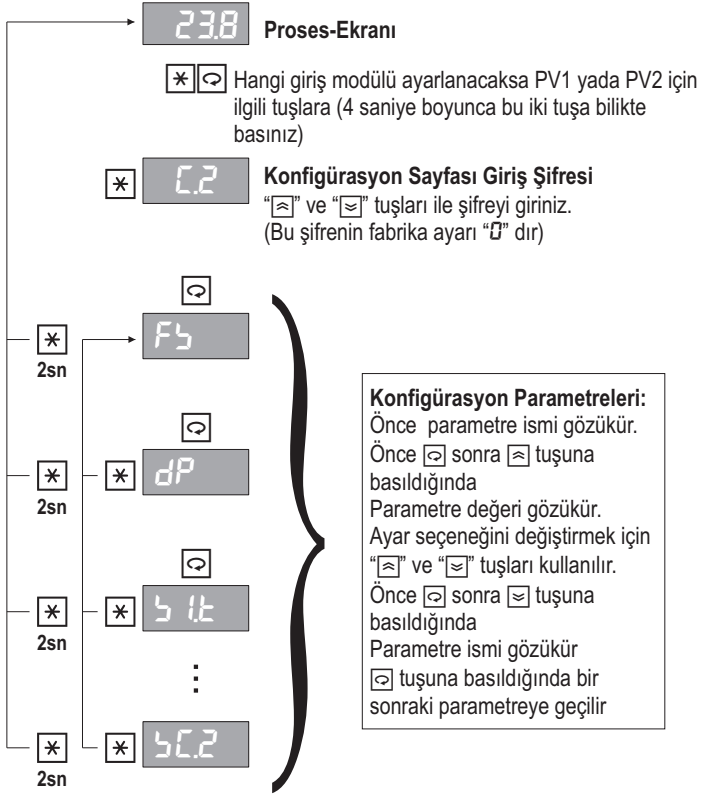 23.8 Proses-Ekranı
Hangi giriş modülü ayarlanacaksa PV1 yada PV2 için
ilgili tuşlara (4 saniye boyunca bu iki tuşa bilikte
basınız)
C.2 Konfigürasyon Sayfası Giriş Şifresi
“” ve “” tuşları ile şifreyi giriniz.
(Bu şifrenin fabrika ayarı “0” dır)
FS
2sn
dP
2sn
S1.t
2sn
SC.2
2sn
Konfigürasyon Parametreleri:
Önce parametre ismi gözükür.
Önce sonra tuşuna
basıldığında
Parametre değeri gözükür.
Ayar seçeneğini değiştirmek için
“” ve “” tuşları kullanılır.
Önce sonra tuşuna
basıldığında
Parametre ismi gözükür
tuşuna basıldığında bir
sonraki parametreye geçilir